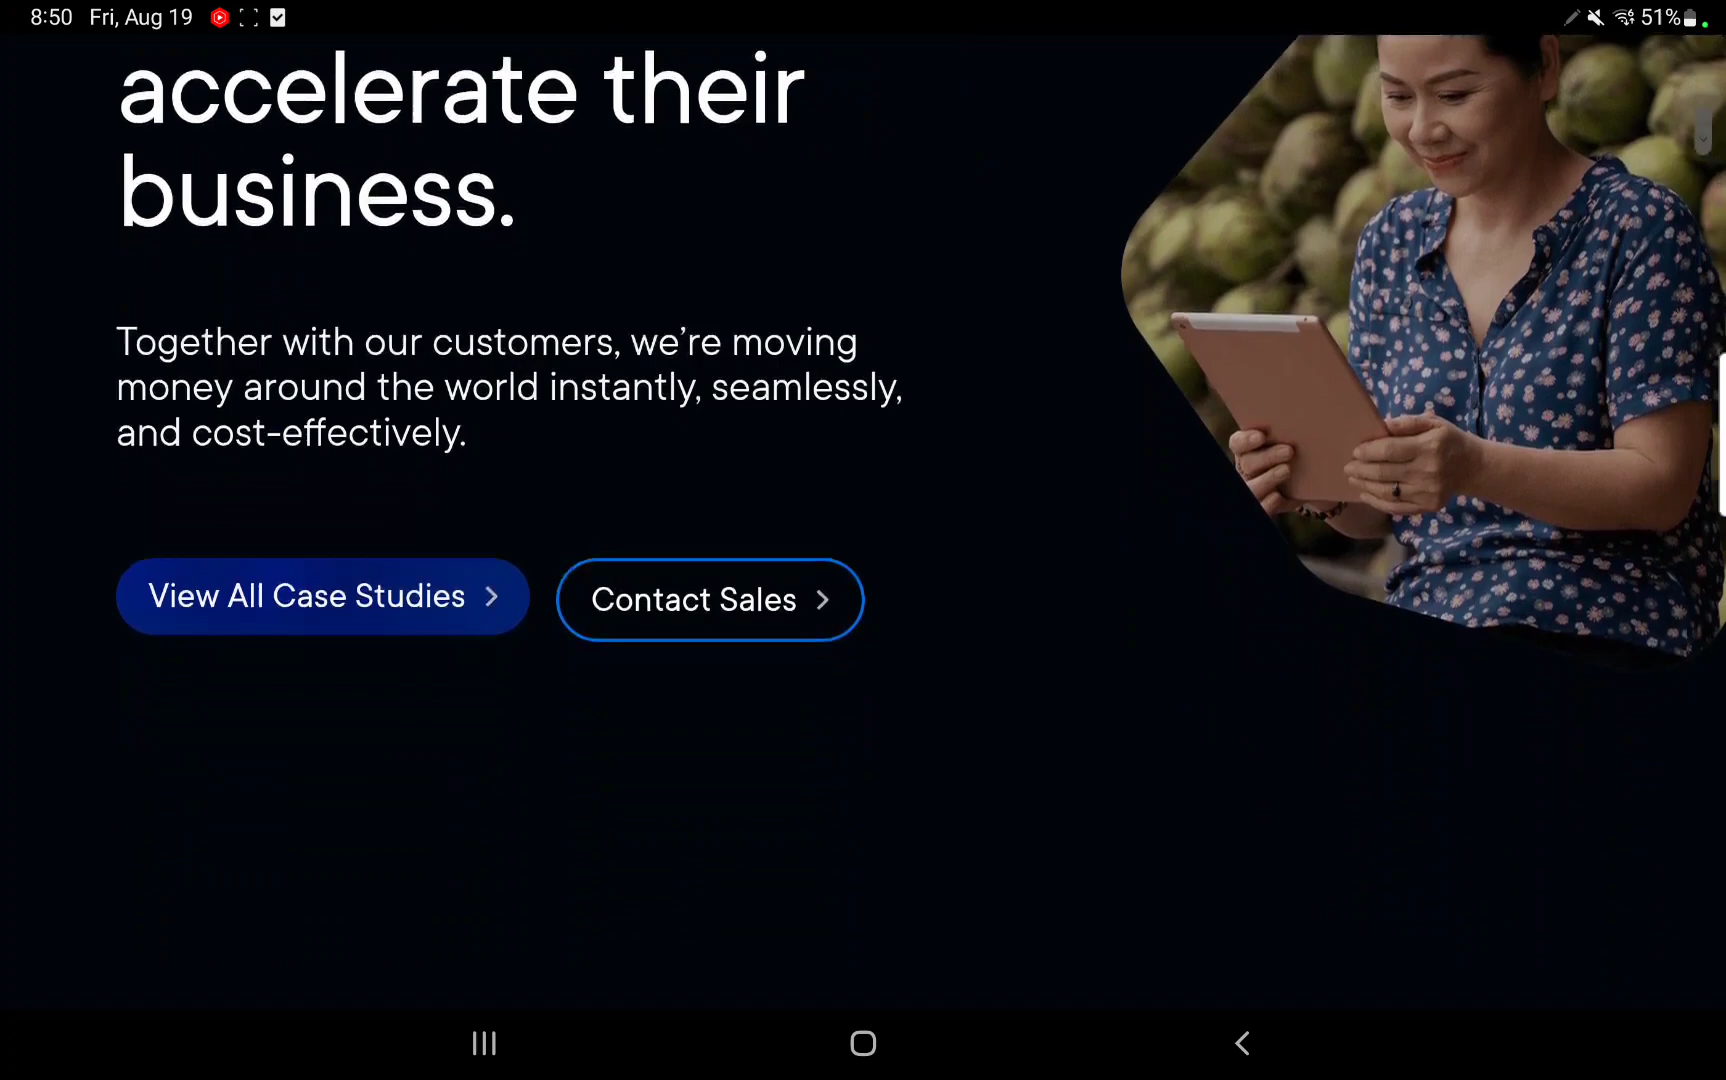 8:50 Fri, Aug 19 51%
accelerate their
business.
Together with our customers, we’re moving
money around the world instantly, seamlessly,
and cost-effectively.
View All Case Studies
Contact Sales